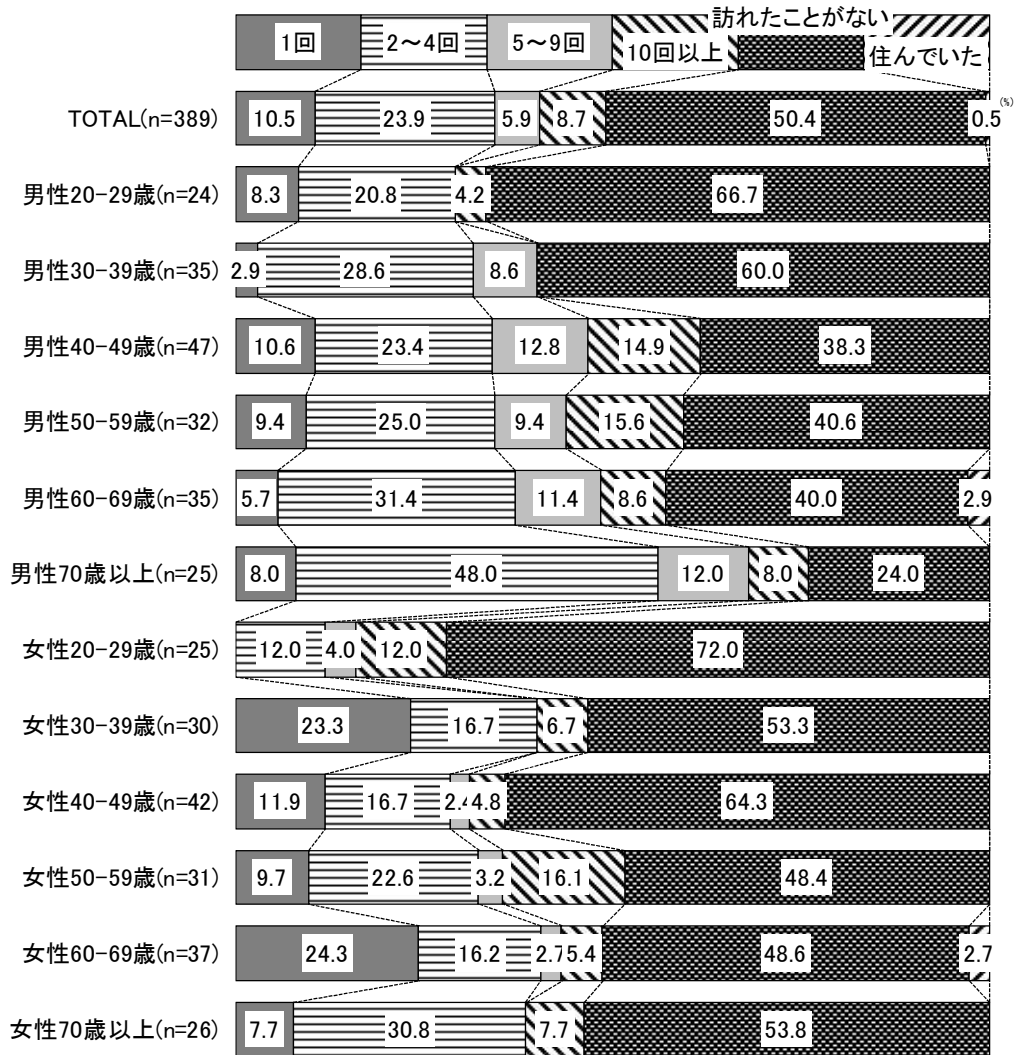 1回 2～4回 5～9回 10回以上 訪れたことがない 住んでいた
(%)
TOTAL(n=389) 10.5 23.9 5.9 8.7 50.4 0.5
男性20-29歳(n=24) 8.3 20.8 4.2 66.7
男性30-39歳(n=35) 2.9 28.6 8.6 60.0
男性40-49歳(n=47) 10.6 23.4 12.8 14.9 38.3
男性50-59歳(n=32) 9.4 25.0 9.4 15.6 40.6
男性60-69歳(n=35) 5.7 31.4 11.4 8.6 40.0 2.9
男性70歳以上(n=25) 8.0 48.0 12.0 8.0 24.0
女性20-29歳(n=25) 12.0 4.0 12.0 72.0
女性30-39歳(n=30) 23.3 16.7 6.7 53.3
女性40-49歳(n=42) 11.9 16.7 2.4 4.8 64.3
女性50-59歳(n=31) 9.7 22.6 3.2 16.1 48.4
女性60-69歳(n=37) 24.3 16.2 2.7 5.4 48.6 2.7
女性70歳以上(n=26) 7.7 30.8 7.7 53.8